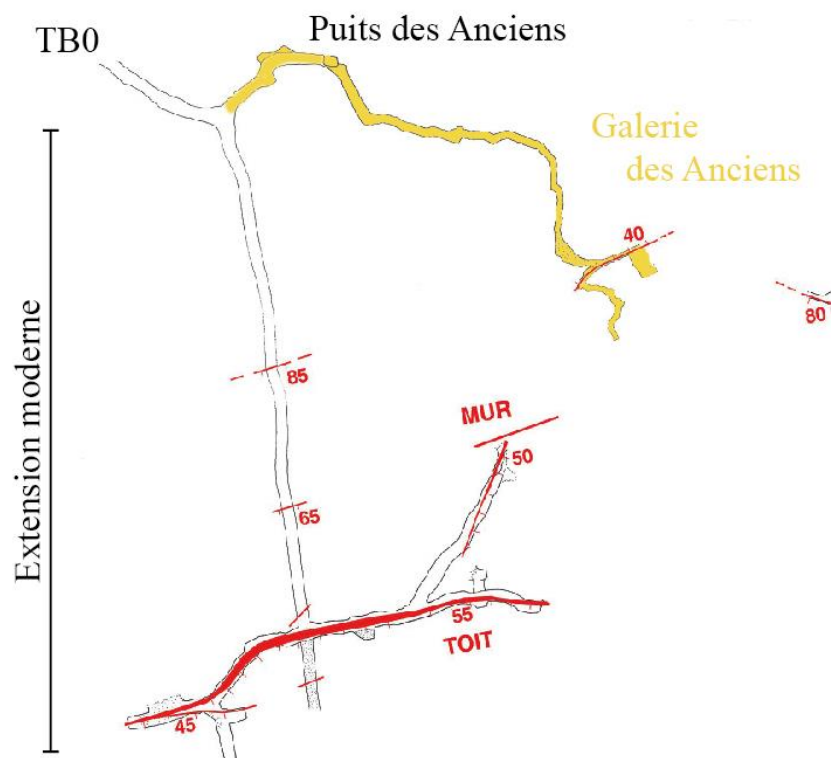 Puits des Anciens
TB0
Galerie
des Anciens
40
80
Extension moderne
85
MUR
50
65
55
TOIT
45